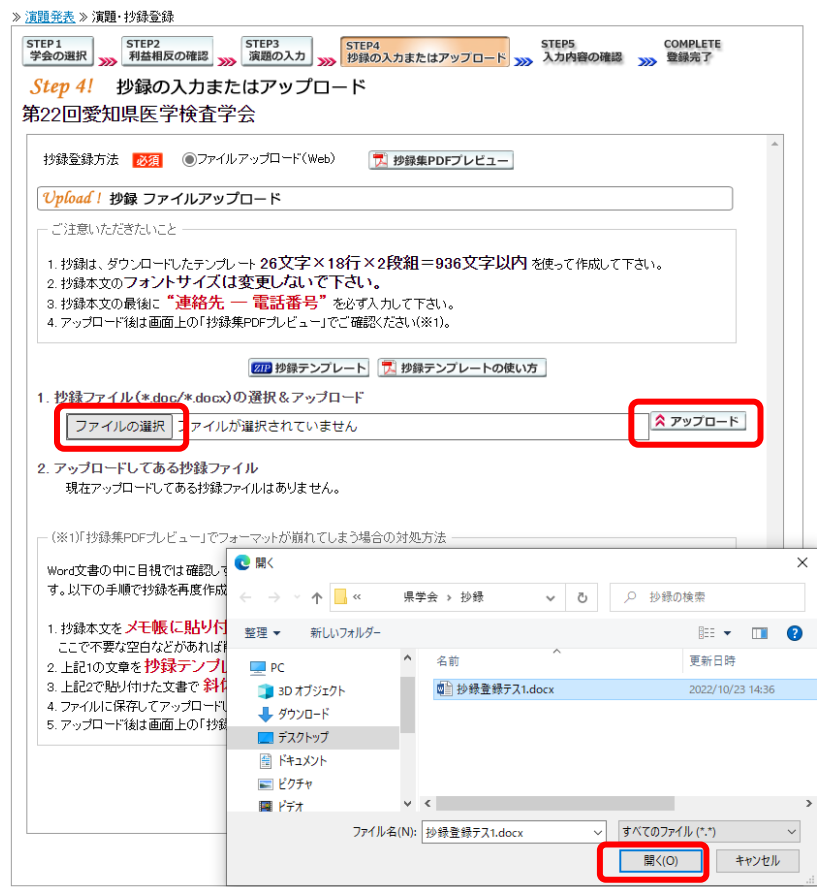 ≫ 演題発表 ≫ 演題・抄録登録
STEP1 学会の選択 STEP2 利益相反の確認 STEP3 演題の入力 STEP4 抄録の入力またはアップロード STEP5 入力内容の確認 COMPLETE 登録完了
Step 4! 抄録の入力またはアップロード
第22回愛知県医学検査学会
抄録登録方法 必須 ファイルアップロード(Web) 抄録集PDFプレビュー
Upload! 抄録 ファイルアップロード
ご注意いただきたいこと
1. 抄録は、ダウンロードしたテンプレート 26文字×18行×2段組=936文字以内 を使って作成して下さい。
2. 抄録本文のフォントサイズは変更しないで下さい。
3. 抄録本文の最後に “連絡先 ― 電話番号” を必ず入力して下さい。
4. アップロード後は画面上の「抄録集PDFプレビュー」でご確認ください(※1)。
ZIP 抄録テンプレート 抄録テンプレートの使い方
1. 抄録ファイル(*.doc/*.docx)の選択&アップロード
ファイルの選択 ファイルが選択されていません アップロード
2. アップロードしてある抄録ファイル
現在アップロードしてある抄録ファイルはありません。
(※1)「抄録集PDFプレビュー」でフォーマットが崩れてしまう場合の対処方法
Word文書の中に目視では確認し
す。以下の手順で抄録を再度作成
1. 抄録本文をメモ帳に貼り付
ここで不要な空白などがあれば
2. 上記1の文章を抄録テンプレ
3. 上記2で貼り付けた文書で 斜
4. ファイルに保存してアップロード
5. アップロード後は画面上の「抄録
開く
« 県学会 › 抄録 抄録の検索
整理 新しいフォルダー
PC
3D オブジェクト
ダウンロード
デスクトップ
ドキュメント
ピクチャ
ビデオ
名前 更新日時
抄録登録テス1.docx 2022/10/23 14:36
ファイル名(N): 抄録登録テス1.docx すべてのファイル (*.*)
開く(O) キャンセル